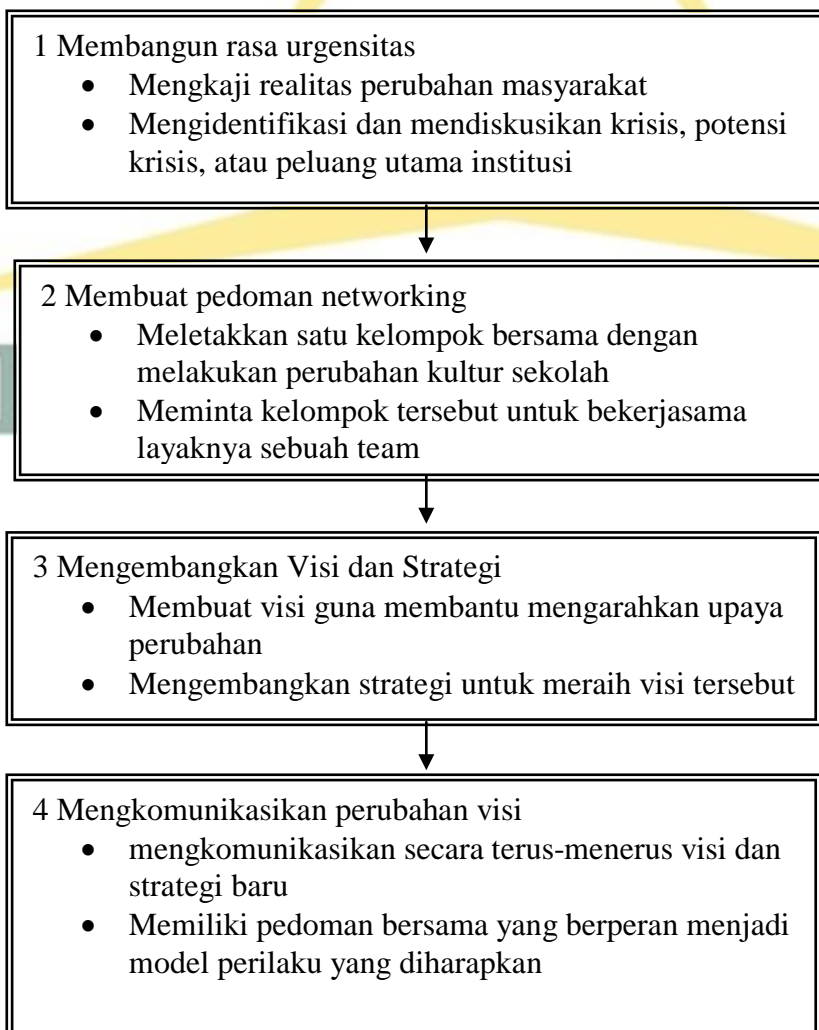 1 Membangun rasa urgensitas
• Mengkaji realitas perubahan masyarakat
• Mengidentifikasi dan mendiskusikan krisis, potensi
krisis, atau peluang utama institusi
2 Membuat pedoman networking
• Meletakkan satu kelompok bersama dengan
melakukan perubahan kultur sekolah
• Meminta kelompok tersebut untuk bekerjasama
layaknya sebuah team
3 Mengembangkan Visi dan Strategi
• Membuat visi guna membantu mengarahkan upaya
perubahan
• Mengembangkan strategi untuk meraih visi tersebut
4 Mengkomunikasikan perubahan visi
• mengkomunikasikan secara terus-menerus visi dan
strategi baru
• Memiliki pedoman bersama yang berperan menjadi
model perilaku yang diharapkan